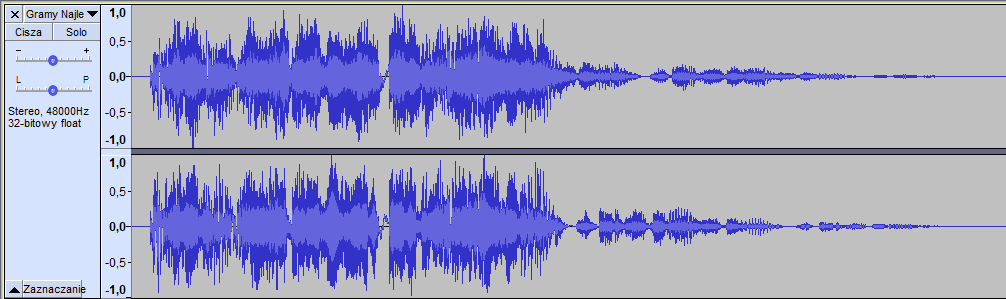 Gramy Najle
Cisza Solo
- +
L P
Stereo, 48000Hz
32-bitowy float
Zaznaczanie
1,0
0,5
0,0
-0,5
-1,0
1,0
0,5
0,0
-0,5
-1,0